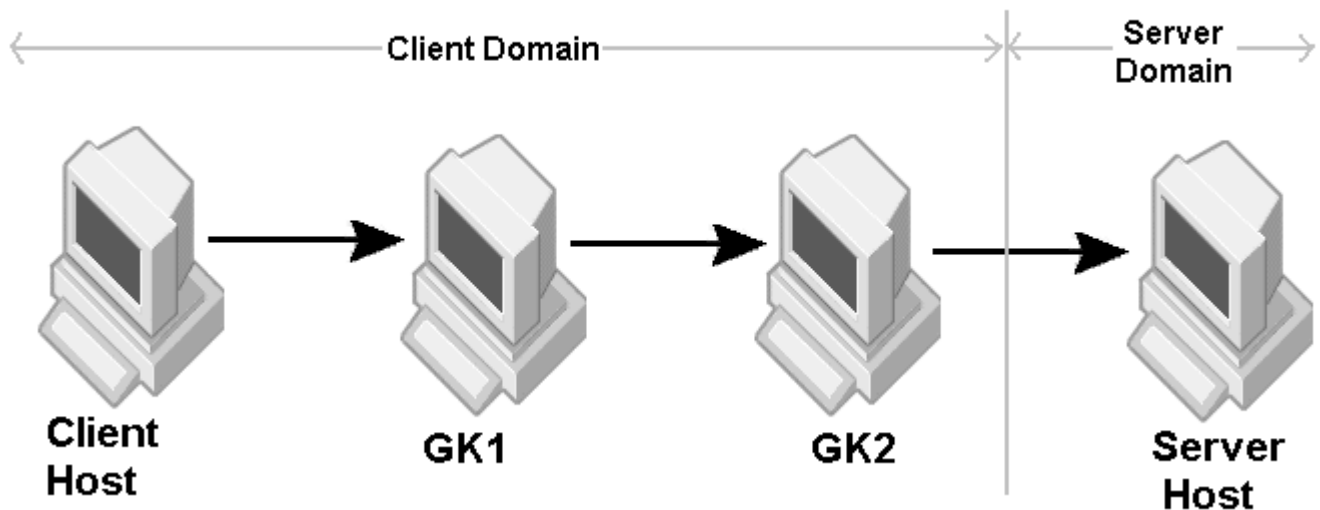 Client Domain
Server
Domain
Client
Host
GK1
GK2
Server
Host